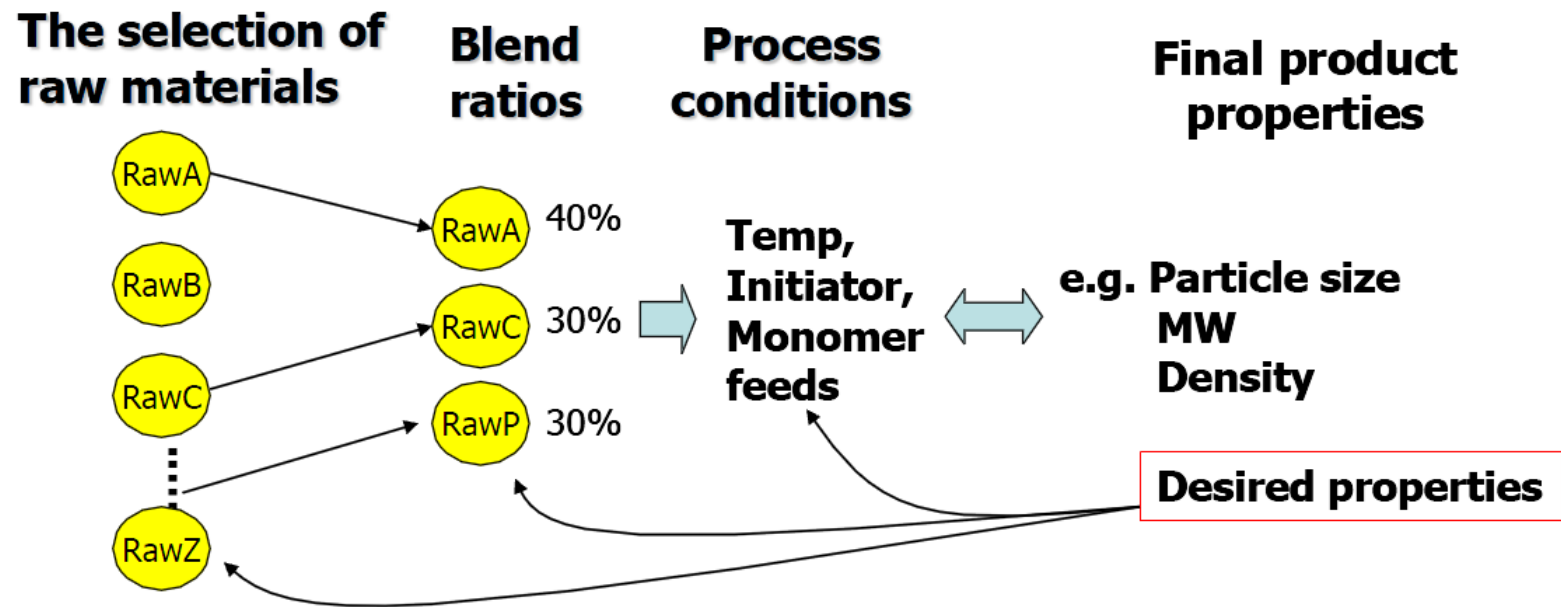 The selection of
raw materials
Blend
ratios
Process
conditions
Final product
properties
RawA
RawB
RawC
RawZ
RawA
40%
RawC
30%
RawP
30%
Temp,
Initiator,
Monomer
feeds
e.g. Particle size
MW
Density
Desired properties